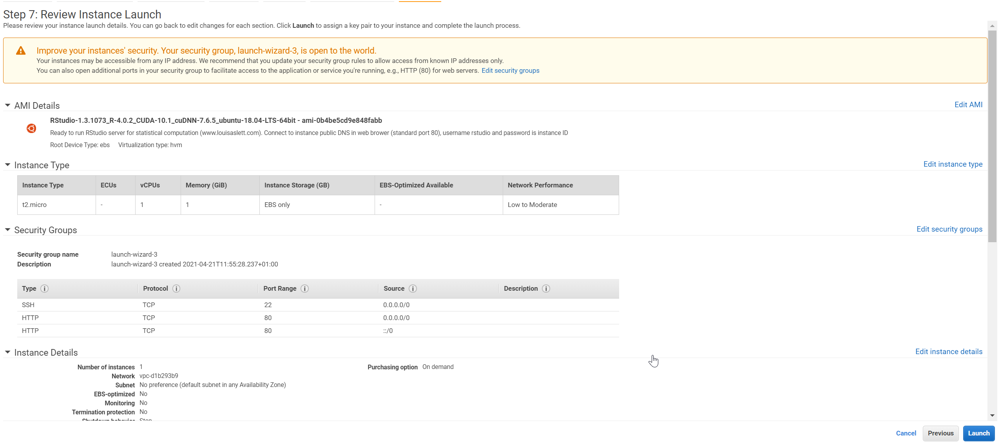 Step 7: Review Instance Launch
Please review your instance launch details. You can go back to edit changes for each section. Click Launch to assign a key pair to your instance and complete the launch process.
Improve your instances' security. Your security group, launch-wizard-3, is open to the world.
Your instances may be accessible from any IP address. We recommend that you update your security group rules to allow access from known IP addresses only.
You can also open additional ports in your security group to facilitate access to the application or service you're running, e.g., HTTP (80) for web servers. Edit security groups
AMI Details Edit AMI
RStudio-1.3.1073_R-4.0.2_CUDA-10.1_cuDNN-7.6.5_ubuntu-18.04-LTS-64bit - ami-0b4be5cd9e848fabb
Ready to run RStudio server for statistical computation (www.louisaslett.com). Connect to instance public DNS in web brower (standard port 80), username rstudio and password is instance ID
Root Device Type: ebs Virtualization type: hvm
Instance Type Edit instance type
Instance Type ECUs vCPUs Memory (GiB) Instance Storage (GB) EBS-Optimized Available Network Performance
t2.micro - 1 1 EBS only - Low to Moderate
Security Groups Edit security groups
Security group name launch-wizard-3
Description launch-wizard-3 created 2021-04-21T11:55:28.237+01:00
Type Protocol Port Range Source Description
SSH TCP 22 0.0.0.0/0
HTTP TCP 80 0.0.0.0/0
HTTP TCP 80 ::/0
Instance Details Edit instance details
Number of instances 1 Purchasing option On demand
Network vpc-d1b293b9
Subnet No preference (default subnet in any Availability Zone)
EBS-optimized No
Monitoring No
Termination protection No
Shutdown behavior Stop
Cancel Previous Launch